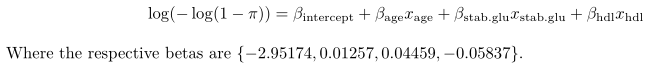 log(− log(1 − π)) = β_intercept + β_age x_age + β_stab.glu x_stab.glu + β_hdl x_hdl
Where the respective betas are {−2.95174, 0.01257, 0.04459, −0.05837}.